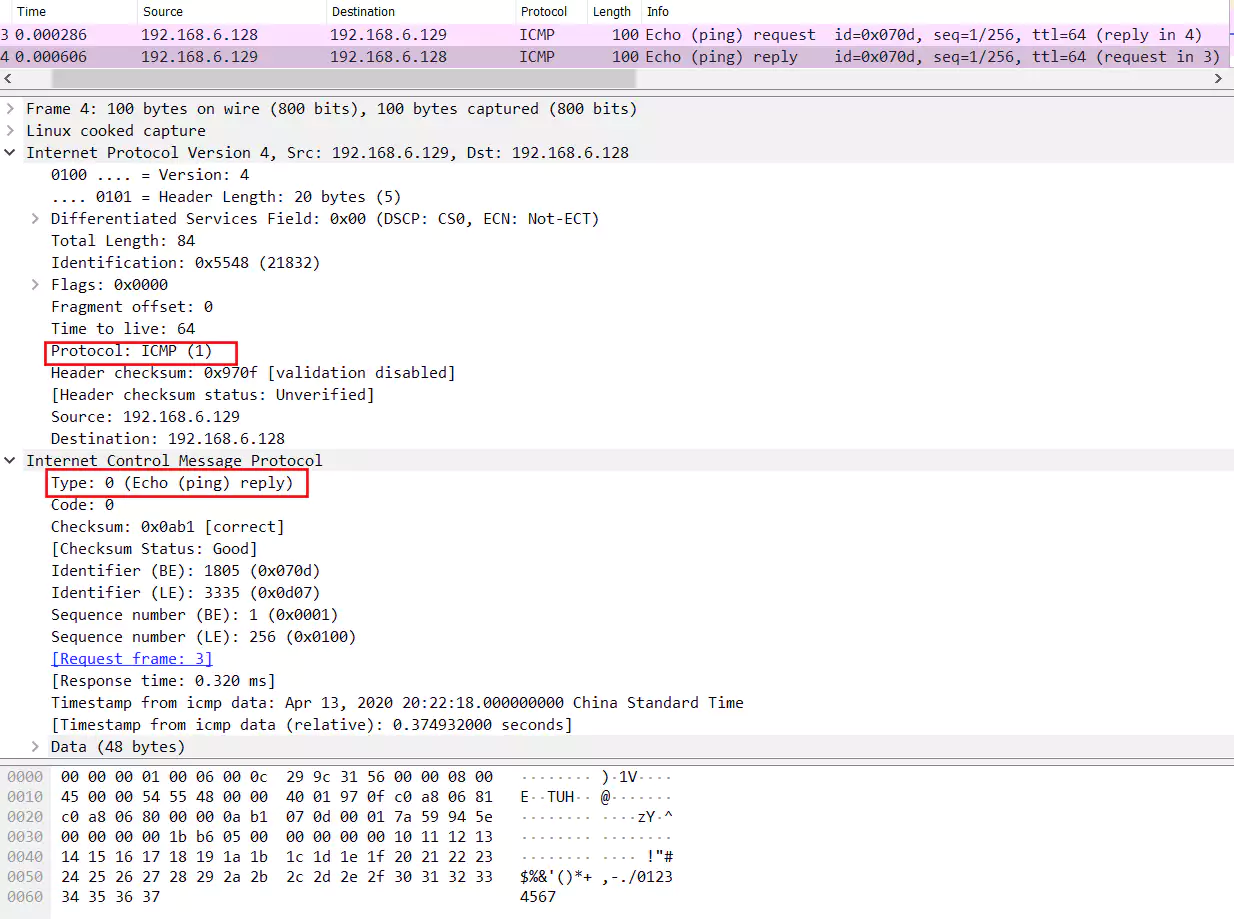 Time Source Destination Protocol Length Info
3 0.000286 192.168.6.128 192.168.6.129 ICMP 100 Echo (ping) request id=0x070d, seq=1/256, ttl=64 (reply in 4)
4 0.000606 192.168.6.129 192.168.6.128 ICMP 100 Echo (ping) reply id=0x070d, seq=1/256, ttl=64 (request in 3)
Frame 4: 100 bytes on wire (800 bits), 100 bytes captured (800 bits)
Linux cooked capture
Internet Protocol Version 4, Src: 192.168.6.129, Dst: 192.168.6.128
0100 .... = Version: 4
.... 0101 = Header Length: 20 bytes (5)
Differentiated Services Field: 0x00 (DSCP: CS0, ECN: Not-ECT)
Total Length: 84
Identification: 0x5548 (21832)
Flags: 0x0000
Fragment offset: 0
Time to live: 64
Protocol: ICMP (1)
Header checksum: 0x970f [validation disabled]
[Header checksum status: Unverified]
Source: 192.168.6.129
Destination: 192.168.6.128
Internet Control Message Protocol
Type: 0 (Echo (ping) reply)
Code: 0
Checksum: 0x0ab1 [correct]
[Checksum Status: Good]
Identifier (BE): 1805 (0x070d)
Identifier (LE): 3335 (0x0d07)
Sequence number (BE): 1 (0x0001)
Sequence number (LE): 256 (0x0100)
[Request frame: 3]
[Response time: 0.320 ms]
Timestamp from icmp data: Apr 13, 2020 20:22:18.000000000 China Standard Time
[Timestamp from icmp data (relative): 0.374932000 seconds]
Data (48 bytes)
0000 00 00 00 01 00 06 00 0c 29 9c 31 56 00 00 08 00 ········ )·1V····
0010 45 00 00 54 55 48 00 00 40 01 97 0f c0 a8 06 81 E··TUH·· @·······
0020 c0 a8 06 80 00 00 0a b1 07 0d 00 01 7a 59 94 5e ········ ····zY·^
0030 00 00 00 00 1b b6 05 00 00 00 00 00 10 11 12 13 ········ ········
0040 14 15 16 17 18 19 1a 1b 1c 1d 1e 1f 20 21 22 23 ········ ···· !"#
0050 24 25 26 27 28 29 2a 2b 2c 2d 2e 2f 30 31 32 33 $%&'()*+ ,-./0123
0060 34 35 36 37 4567